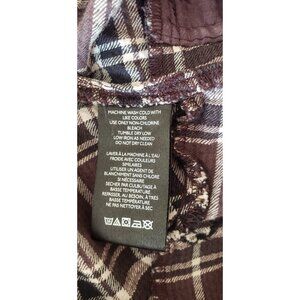 MACHINE WASH COLD WITH
LIKE COLORS
USE ONLY NON-CHLORINE
BLEACH
TUMBLE DRY LOW
LOW IRON AS NEEDED
DO NOT DRY CLEAN
LAVER À LA MACHINE À L'EAU
FROIDE AVEC COULEURS
SIMILAIRES
UTILISER UN AGENT DE
BLANCHIMENT SANS CHLORE
SI NÉCESSAIRE
SÉCHER PAR CULBUTAGE À
BASSE TEMPÉRATURE
REPASSER, AU BESOIN, À TRÈS
BASSE TEMPÉRATURE
NE PAS NETTOYER À SEC